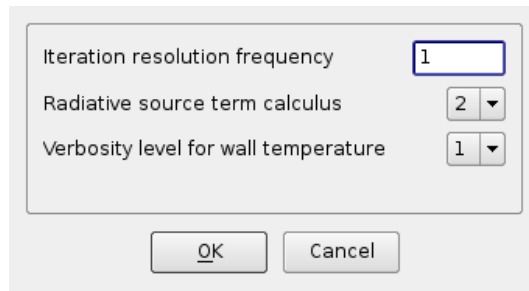 Iteration resolution frequency 1
Radiative source term calculus 2
Verbosity level for wall temperature 1
OK Cancel